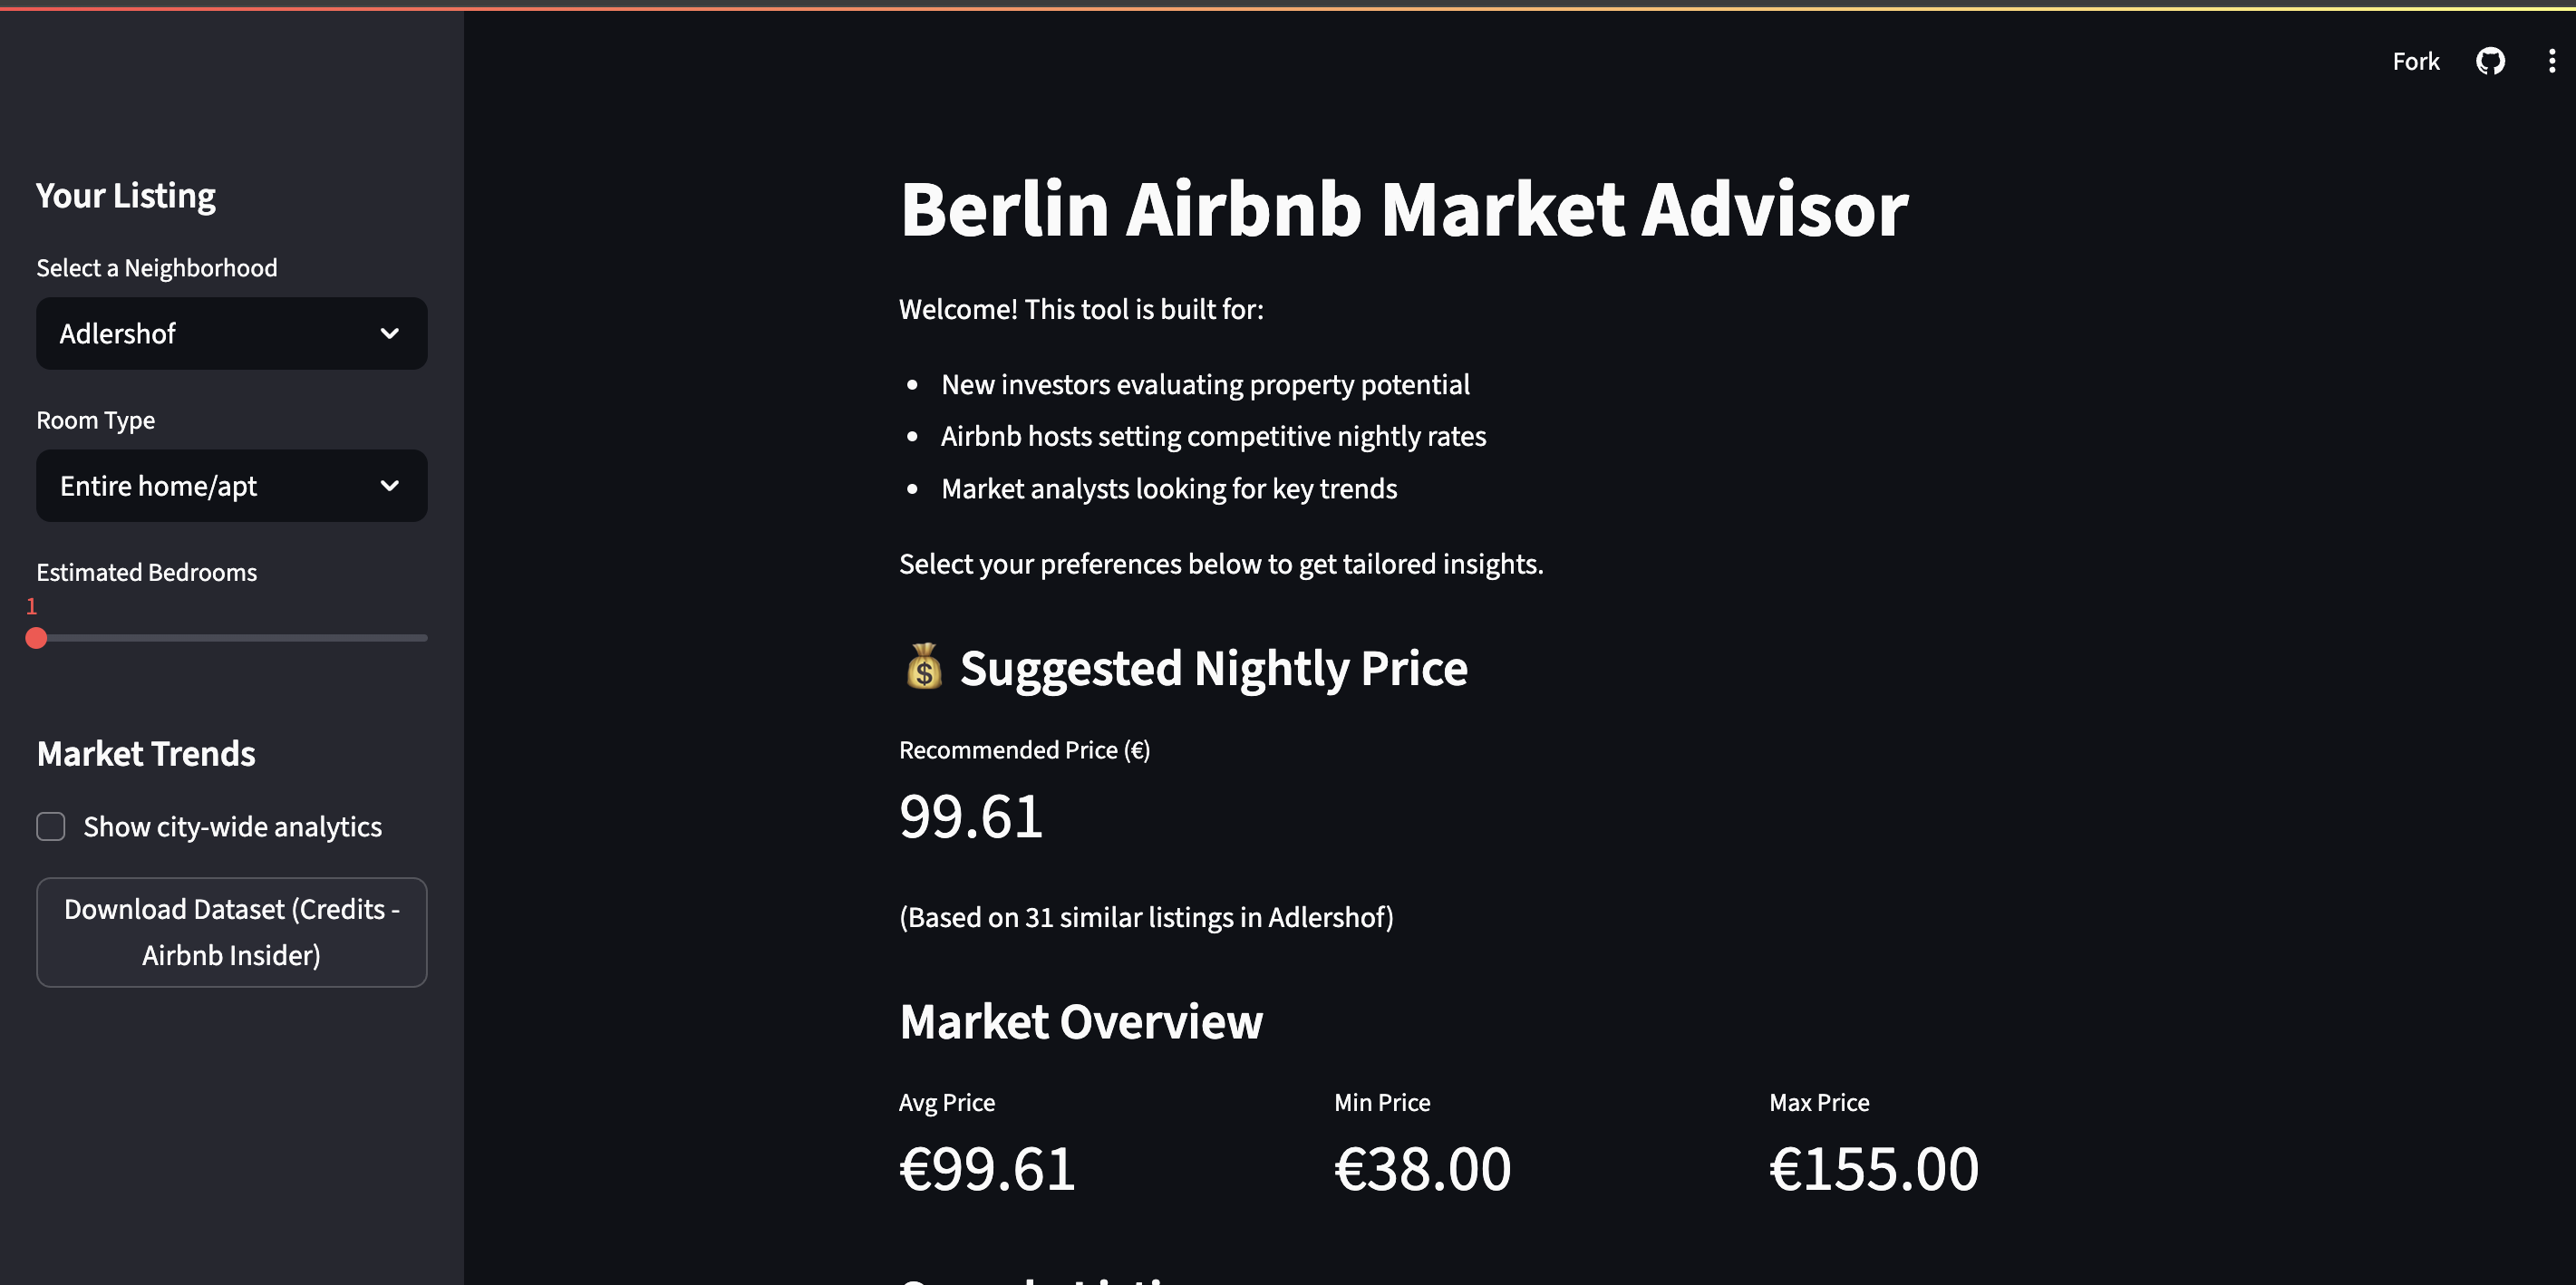 Fork
Your Listing
Select a Neighborhood
Adlershof
Room Type
Entire home/apt
Estimated Bedrooms
1
Market Trends
Show city-wide analytics
Download Dataset (Credits -
Airbnb Insider)
Berlin Airbnb Market Advisor
Welcome! This tool is built for:
New investors evaluating property potential
Airbnb hosts setting competitive nightly rates
Market analysts looking for key trends
Select your preferences below to get tailored insights.
💰 Suggested Nightly Price
Recommended Price (€)
99.61
(Based on 31 similar listings in Adlershof)
Market Overview
Avg Price
€99.61
Min Price
€38.00
Max Price
€155.00